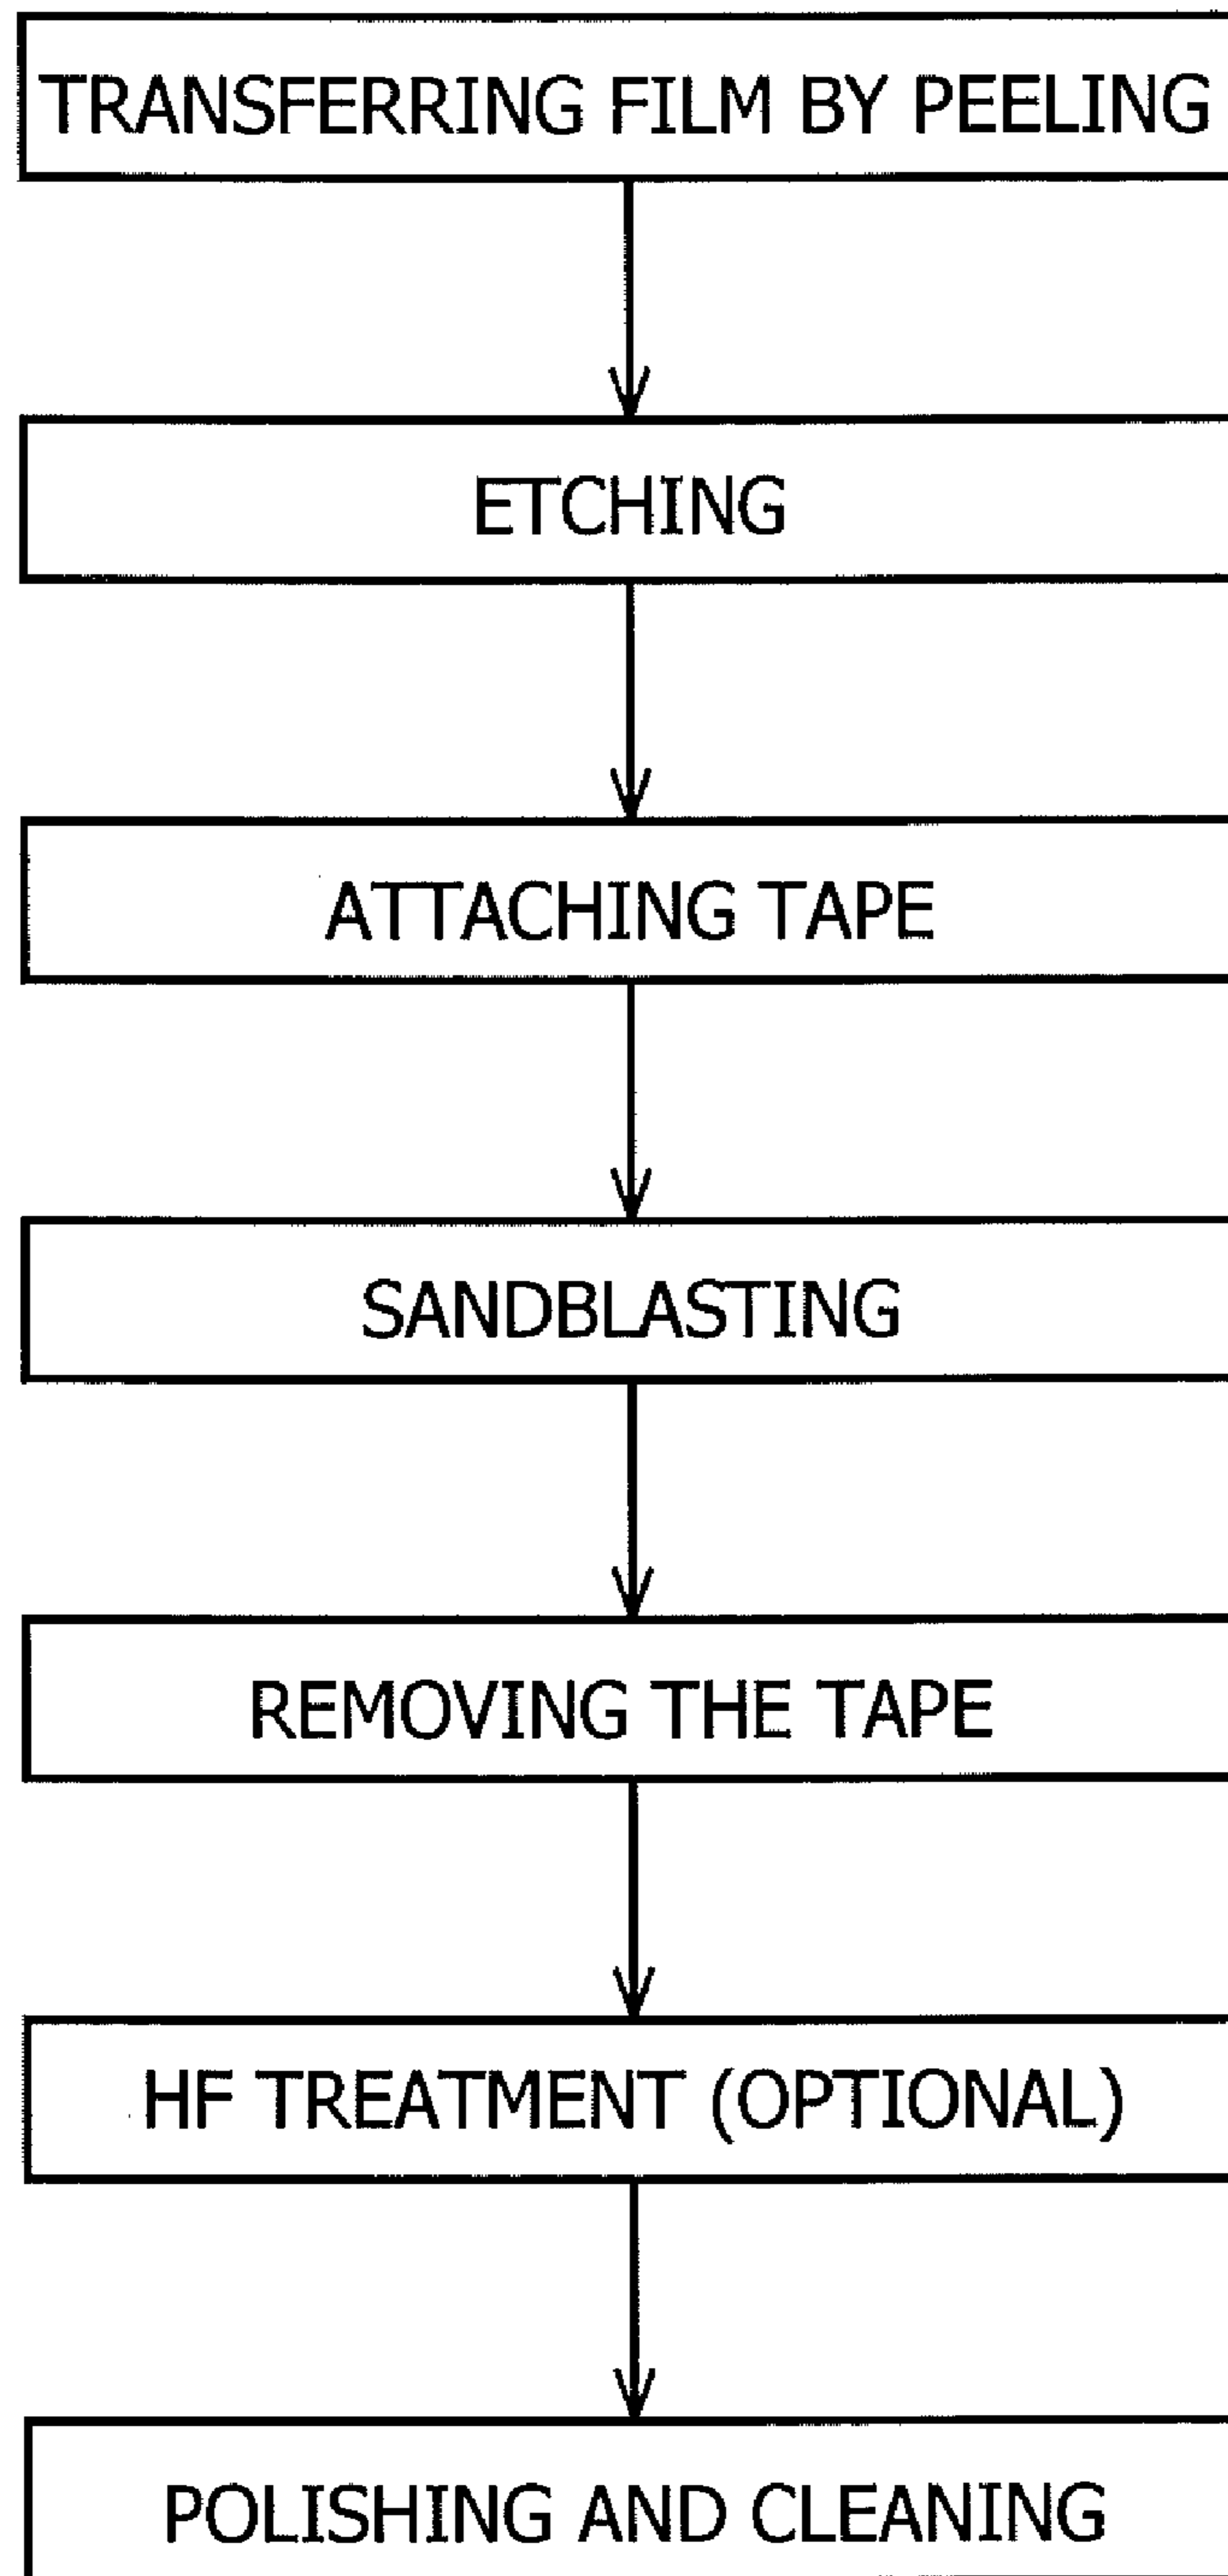 TRANSFERRING FILM BY PEELING
ETCHING
ATTACHING TAPE
SANDBLASTING
REMOVING THE TAPE
HF TREATMENT (OPTIONAL)
POLISHING AND CLEANING